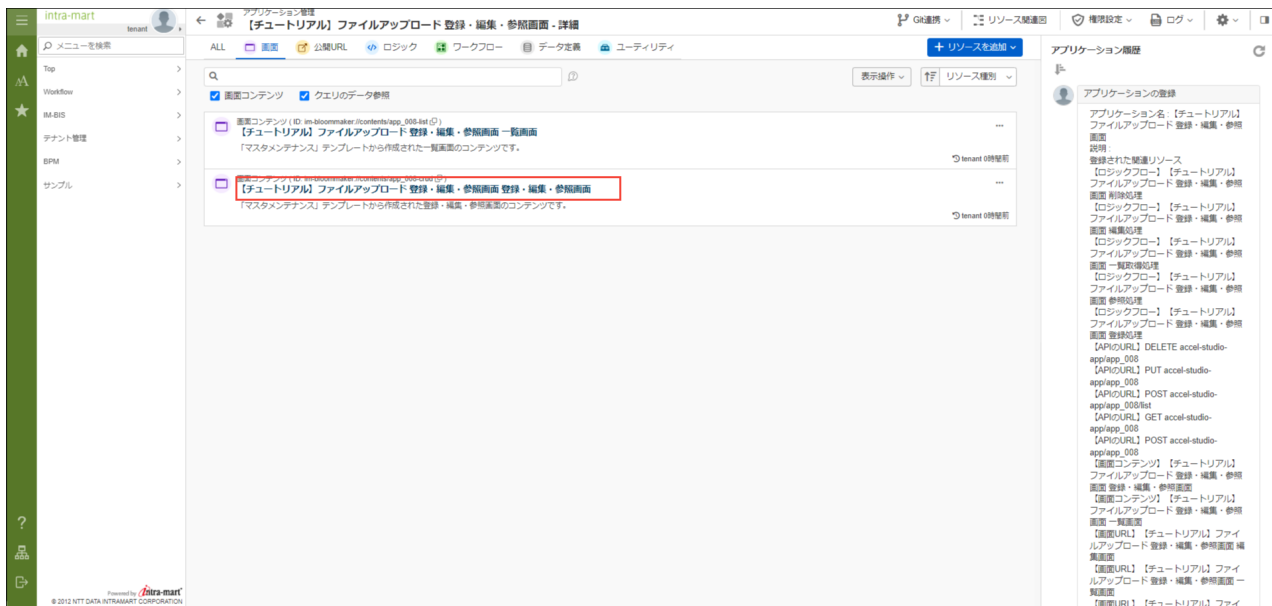 intra-mart
tenant
メニューを検索
Top
Workflow
IM-BIS
テナント管理
BPM
サンプル
Powered by intra-mart
© 2012 NTT DATA INTRAMART CORPORATION
アプリケーション管理
【チュートリアル】ファイルアップロード 登録・編集・参照画面 - 詳細
Git連携
リソース関連図
権限設定
ログ
ALL
画面
公開URL
ロジック
ワークフロー
データ定義
ユーティリティ
+ リソースを追加
表示操作
リソース種別
画面コンテンツ
クエリのデータ参照
画面コンテンツ ( ID: im-bloommaker://contents/app_008-list )
【チュートリアル】ファイルアップロード 登録・編集・参照画面 一覧画面
「マスタメンテナンス」テンプレートから作成された一覧画面のコンテンツです。
tenant 0時間前
画面コンテンツ ( ID: im-bloommaker://contents/app_008-crud )
【チュートリアル】ファイルアップロード 登録・編集・参照画面 登録・編集・参照画面
「マスタメンテナンス」テンプレートから作成された登録・編集・参照画面のコンテンツです。
tenant 0時間前
アプリケーション履歴
アプリケーションの登録
アプリケーション名 : 【チュートリアル】
ファイルアップロード 登録・編集・参照
画面
説明 :
登録された関連リソース
【ロジックフロー】【チュートリアル】
ファイルアップロード 登録・編集・参照
画面 削除処理
【ロジックフロー】【チュートリアル】
ファイルアップロード 登録・編集・参照
画面 編集処理
【ロジックフロー】【チュートリアル】
ファイルアップロード 登録・編集・参照
画面 一覧取得処理
【ロジックフロー】【チュートリアル】
ファイルアップロード 登録・編集・参照
画面 参照処理
【ロジックフロー】【チュートリアル】
ファイルアップロード 登録・編集・参照
画面 登録処理
【APIのURL】DELETE accel-studio-
app/app_008
【APIのURL】PUT accel-studio-
app/app_008
【APIのURL】POST accel-studio-
app/app_008/list
【APIのURL】GET accel-studio-
app/app_008
【APIのURL】POST accel-studio-
app/app_008
【画面コンテンツ】【チュートリアル】
ファイルアップロード 登録・編集・参照
画面 登録・編集・参照画面
【画面コンテンツ】【チュートリアル】
ファイルアップロード 登録・編集・参照
画面 一覧画面
【画面URL】【チュートリアル】ファイ
ルアップロード 登録・編集・参照画面 編
集画面
【画面URL】【チュートリアル】ファイ
ルアップロード 登録・編集・参照画面 一
覧画面
【画面URL】【チュートリアル】ファイ